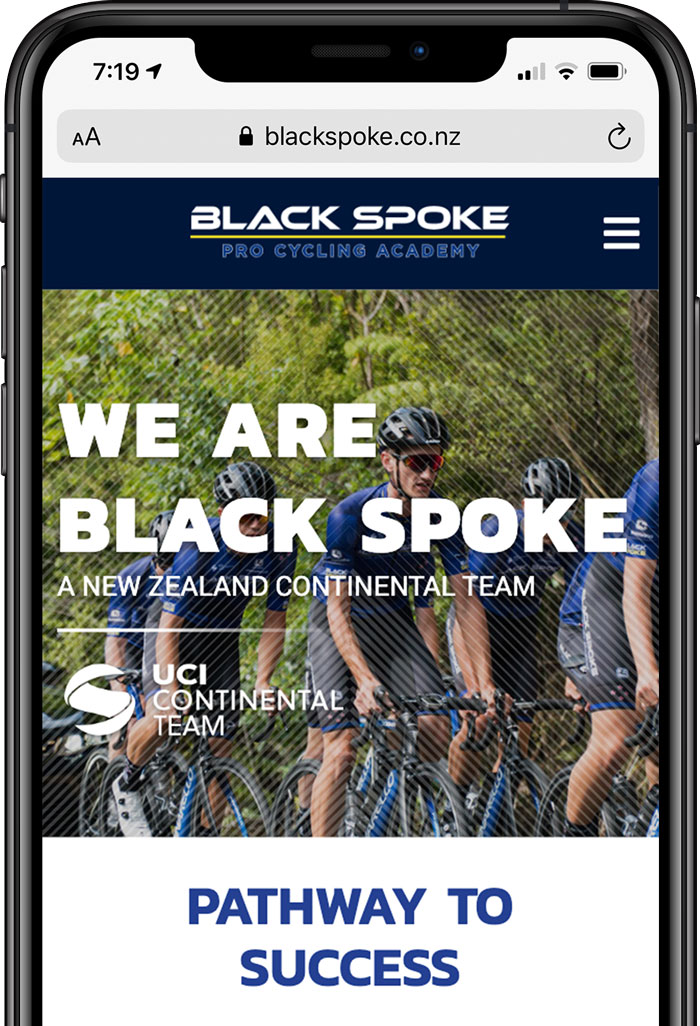 7:19
AA blackspoke.co.nz
BLACK SPOKE
PRO CYCLING ACADEMY
WE ARE
BLACK SPOKE
A NEW ZEALAND CONTINENTAL TEAM
UCI
CONTINENTAL
TEAM
PATHWAY TO
SUCCESS